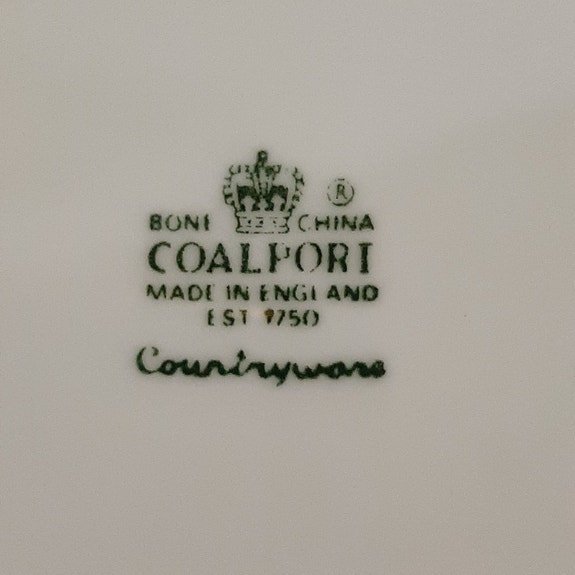 ®
BONE CHINA
COALPORT
MADE IN ENGLAND
EST 1750
Countryware